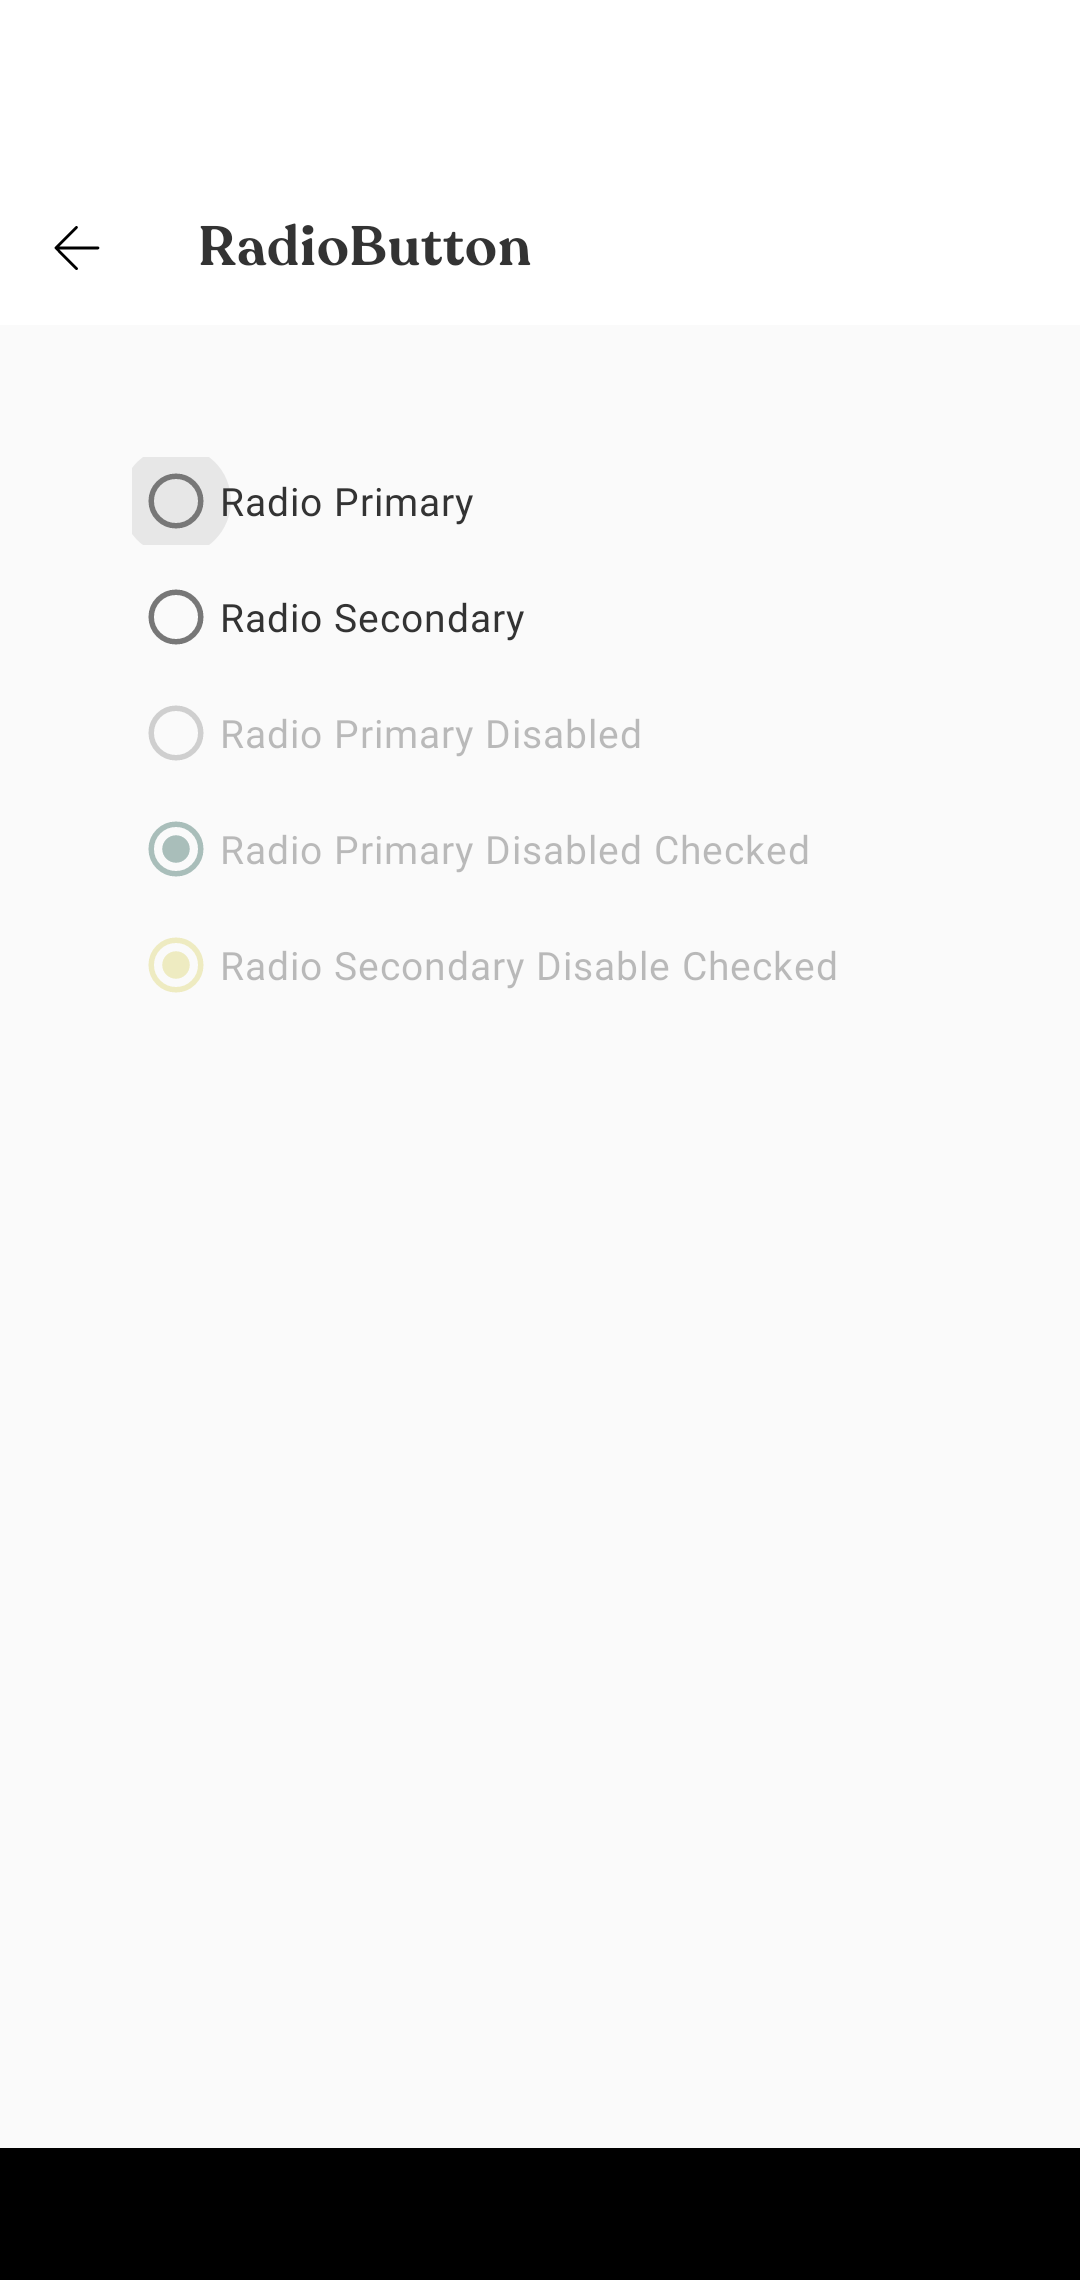 RadioButton
Radio Primary
Radio Secondary
Radio Primary Disabled
Radio Primary Disabled Checked
Radio Secondary Disable Checked